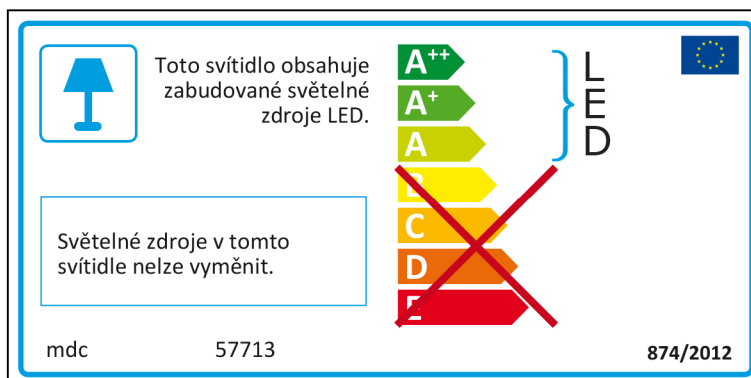 Toto svítidlo obsahuje
zabudované světelné
zdroje LED.
A++
A+
A
B
C
D
E
L
E
D
Světelné zdroje v tomto
svítidle nelze vyměnit.
mdc 57713
874/2012